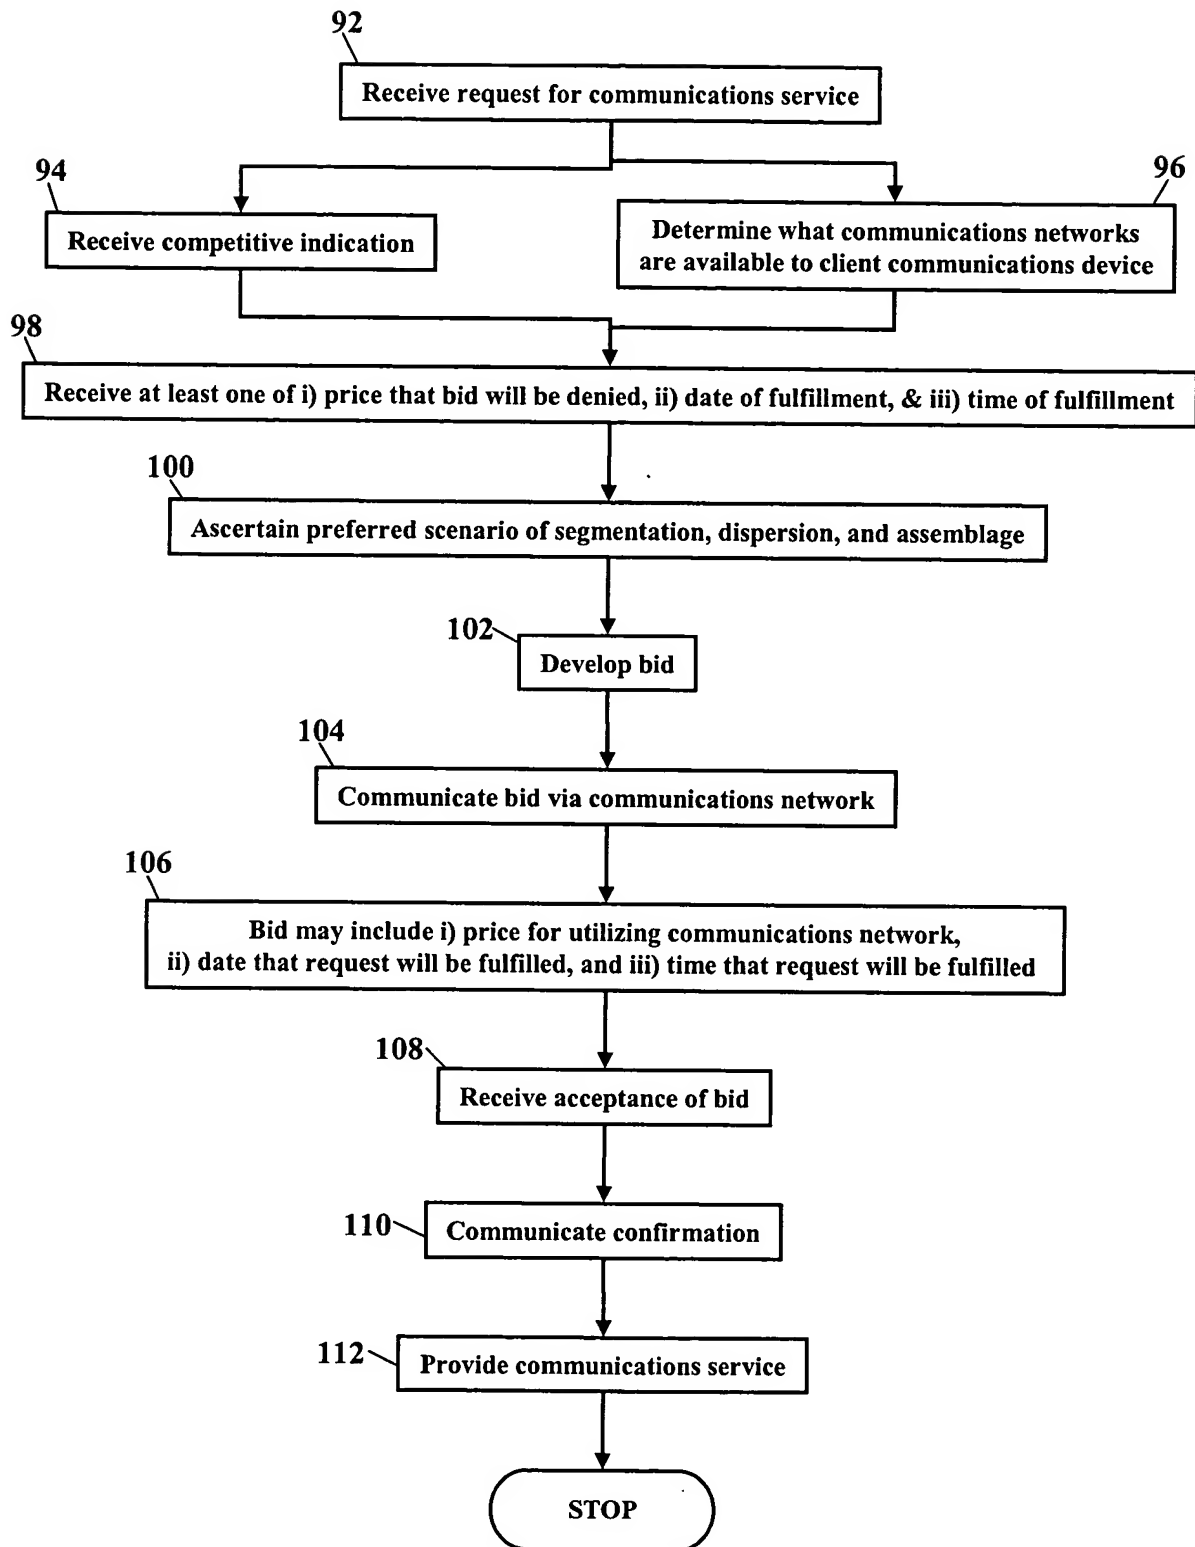 92
Receive request for communications service
94
Receive competitive indication
96
Determine what communications networks
are available to client communications device
98
Receive at least one of i) price that bid will be denied, ii) date of fulfillment, & iii) time of fulfillment
100
Ascertain preferred scenario of segmentation, dispersion, and assemblage
102
Develop bid
104
Communicate bid via communications network
106
Bid may include i) price for utilizing communications network,
ii) date that request will be fulfilled, and iii) time that request will be fulfilled
108
Receive acceptance of bid
110
Communicate confirmation
112
Provide communications service
STOP